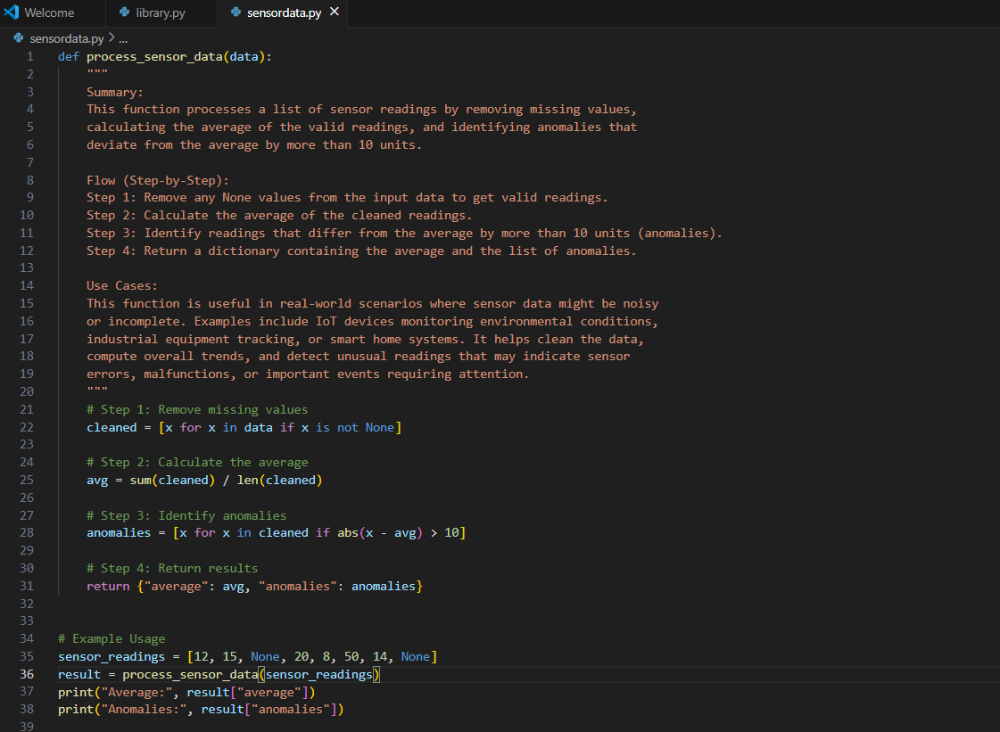 Welcome
library.py
sensordata.py
sensordata.py > ...
1 def process_sensor_data(data):
2 """
3 Summary:
4 This function processes a list of sensor readings by removing missing values,
5 calculating the average of the valid readings, and identifying anomalies that
6 deviate from the average by more than 10 units.
7
8 Flow (Step-by-Step):
9 Step 1: Remove any None values from the input data to get valid readings.
10 Step 2: Calculate the average of the cleaned readings.
11 Step 3: Identify readings that differ from the average by more than 10 units (anomalies).
12 Step 4: Return a dictionary containing the average and the list of anomalies.
13
14 Use Cases:
15 This function is useful in real-world scenarios where sensor data might be noisy
16 or incomplete. Examples include IoT devices monitoring environmental conditions,
17 industrial equipment tracking, or smart home systems. It helps clean the data,
18 compute overall trends, and detect unusual readings that may indicate sensor
19 errors, malfunctions, or important events requiring attention.
20 """
21 # Step 1: Remove missing values
22 cleaned = [x for x in data if x is not None]
23
24 # Step 2: Calculate the average
25 avg = sum(cleaned) / len(cleaned)
26
27 # Step 3: Identify anomalies
28 anomalies = [x for x in cleaned if abs(x - avg) > 10]
29
30 # Step 4: Return results
31 return {"average": avg, "anomalies": anomalies}
32
33
34 # Example Usage
35 sensor_readings = [12, 15, None, 20, 8, 50, 14, None]
36 result = process_sensor_data(sensor_readings)
37 print("Average:", result["average"])
38 print("Anomalies:", result["anomalies"])
39